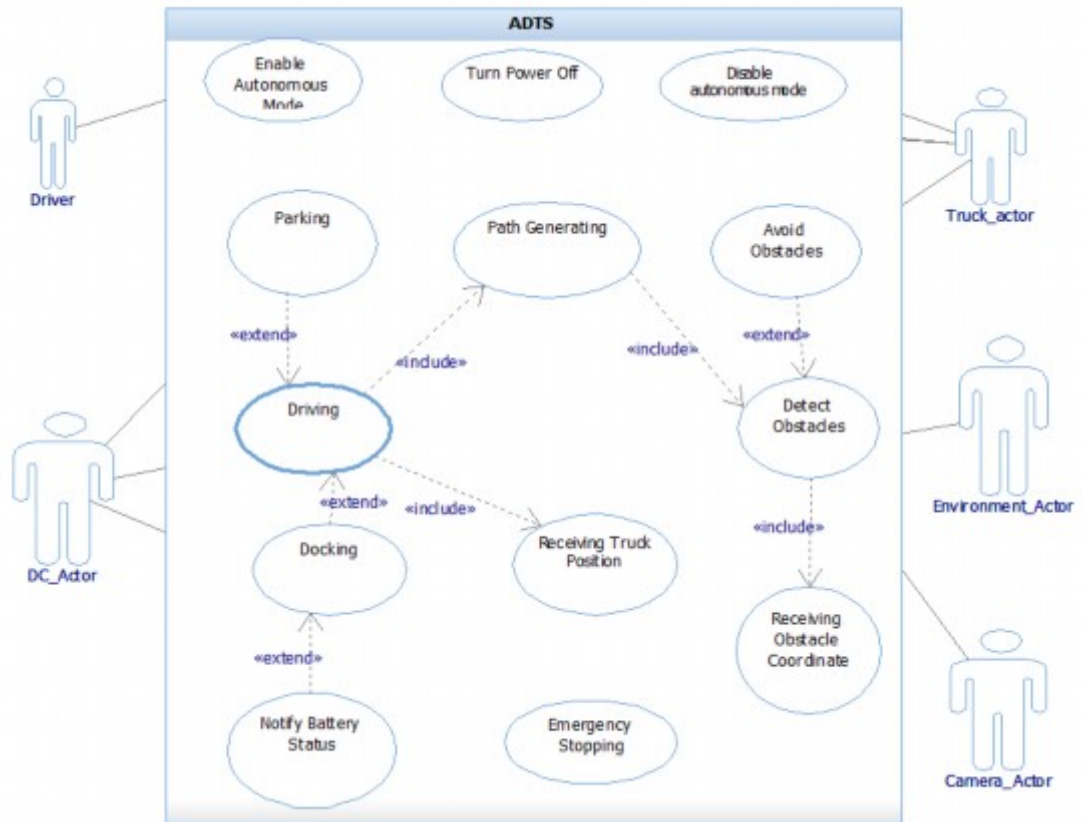 ADTS
Enable
Autonomous
Mode
Turn Power Off
Disable
autonomous mode
Driver
Truck_actor
Parking
Path Generating
Avoid
Obstacles
«extend»
«include»
«include»
«extend»
Driving
Detect
Obstacles
«extend»
«include»
«include»
Environment_Actor
DC_Actor
Docking
Receiving Truck
Position
Receiving
Obstacle
Coordinate
«extend»
Notify Battery
Status
Emergency
Stopping
Camera_Actor